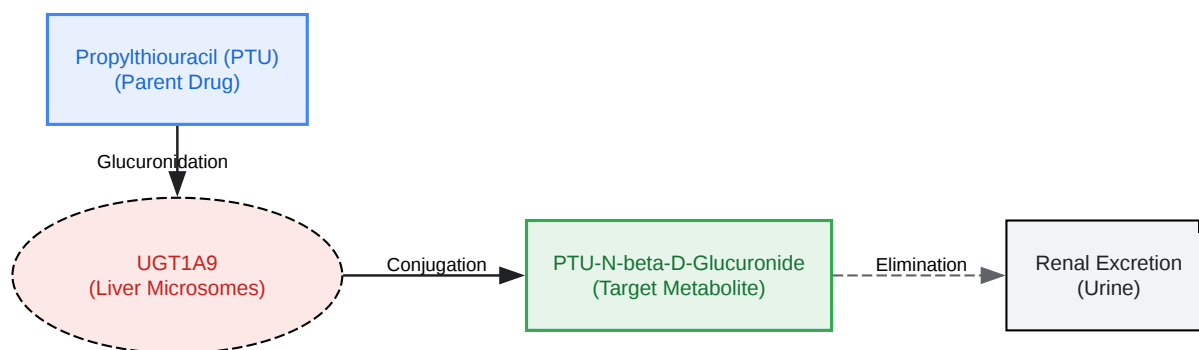 Propylthiouracil (PTU)
(Parent Drug)
Glucuronidation
UGT1A9
(Liver Microsomes)
Conjugation
PTU-N-beta-D-Glucuronide
(Target Metabolite)
Elimination
Renal Excretion
(Urine)